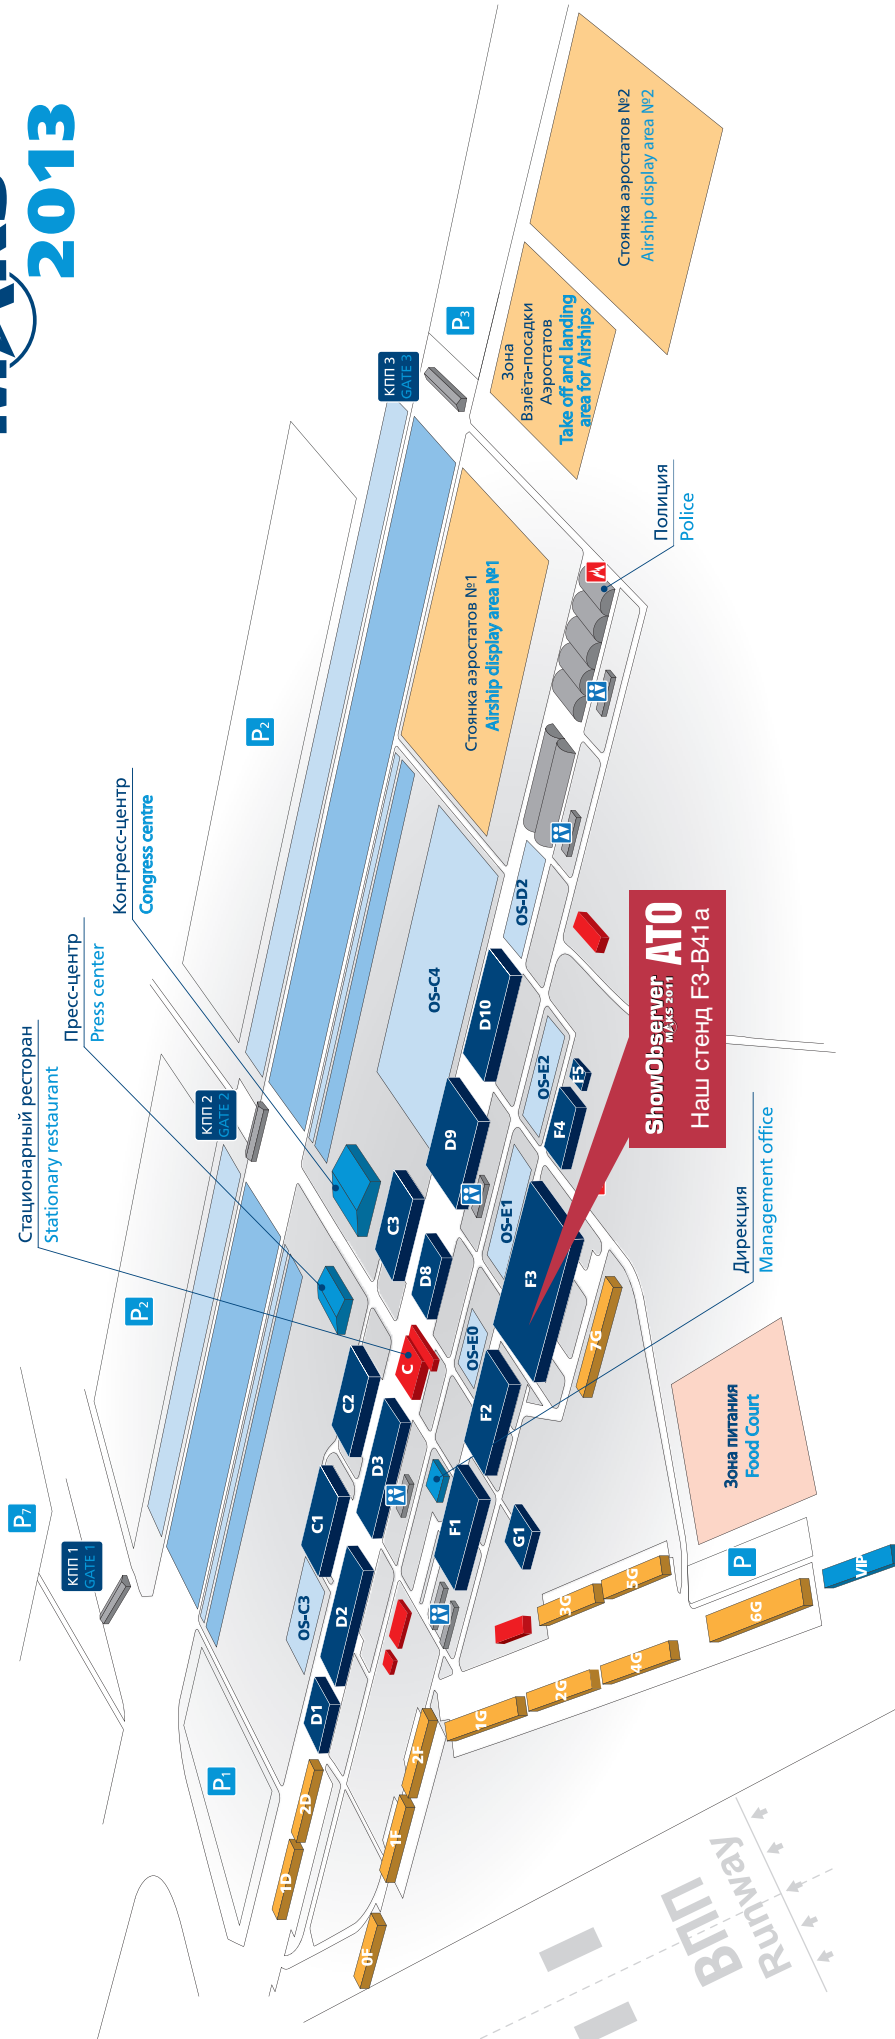 2013
Стоянка аэростатов №2
Airship display area №2
Зона
Взлёта-посадки
Аэростатов
Take off and landing
area for Airships
P3
КПП 3
GATE 3
Стоянка аэростатов №1
Airship display area №1
Полиция
Police
P2
Конгресс-центр
Congress centre
Пресс-центр
Press center
Стационарный ресторан
Stationary restaurant
КПП 2
GATE 2
P2
P7
КПП 1
GATE 1
P1
OS-C4
OS-D2
D10
OS-E2
F5
F4
D9
OS-E1
C3
D8
F3
OS-E0
C
C2
F2
D3
C1
F1
G1
OS-C3
D2
D1
ShowObserver
MAKS 2011
ATO
Наш стенд F3-B41a
Дирекция
Management office
7G
Зона питания
Food Court
P
VIP
6G
5G
3G
4G
2G
1G
2F
1F
0F
2D
1D
ВПП
Runway